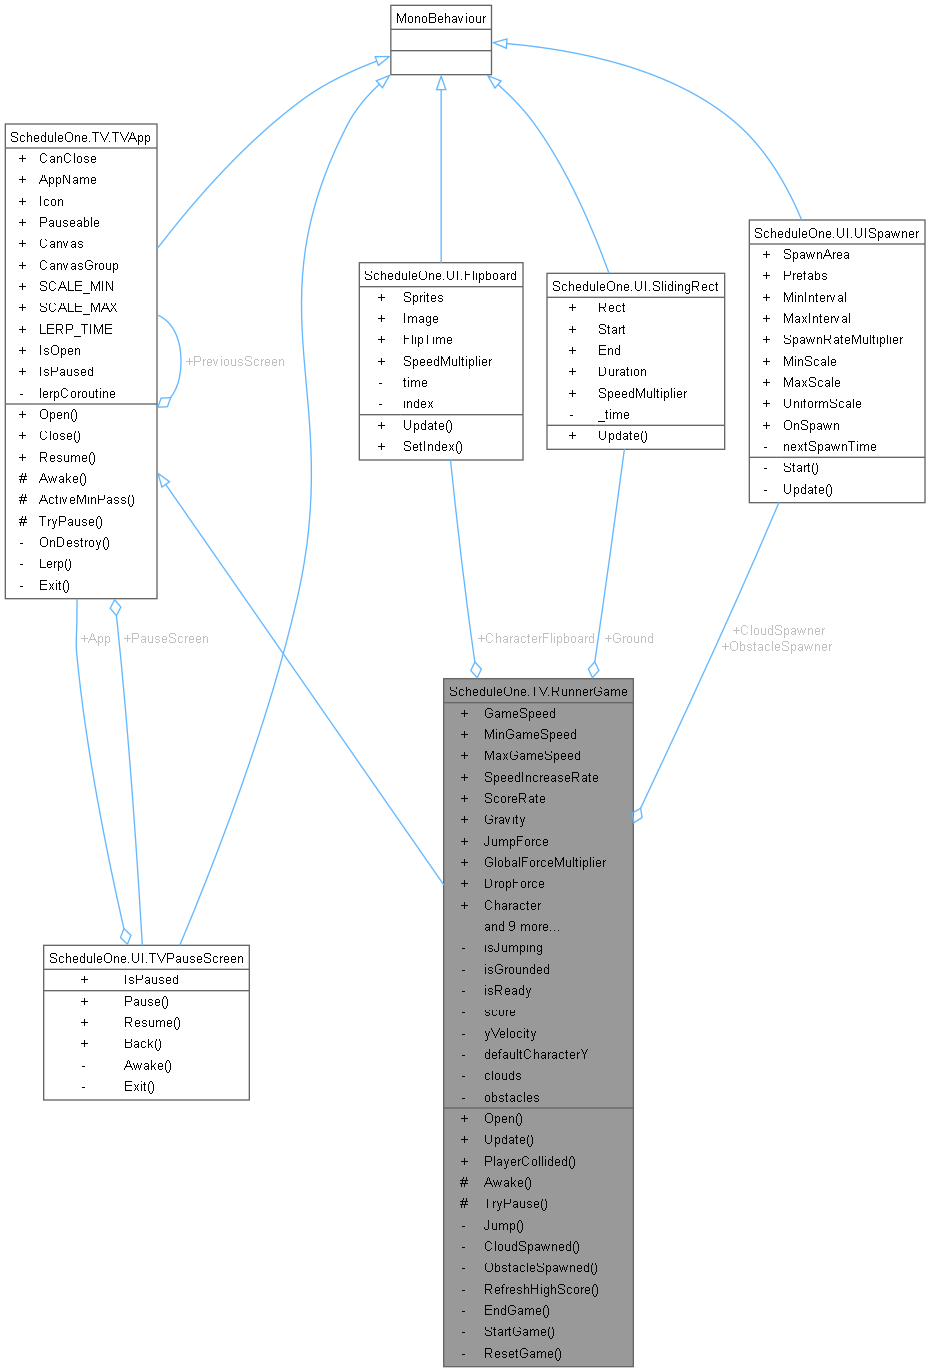 MonoBehaviour
ScheduleOne.TV.TVApp
+ CanClose
+ AppName
+ Icon
+ Pauseable
+ Canvas
+ CanvasGroup
+ SCALE_MIN
+ SCALE_MAX
+ LERP_TIME
+ IsOpen
+ IsPaused
- lerpCoroutine
+ Open()
+ Close()
+ Resume()
# Awake()
# ActiveMinPass()
# TryPause()
- OnDestroy()
- Lerp()
- Exit()
+PreviousScreen
ScheduleOne.UI.Flipboard
+ Sprites
+ Image
+ FlipTime
+ SpeedMultiplier
- time
- index
+ Update()
+ SetIndex()
ScheduleOne.UI.SlidingRect
+ Rect
+ Start
+ End
+ Duration
+ SpeedMultiplier
- _time
+ Update()
ScheduleOne.UI.UISpawner
+ SpawnArea
+ Prefabs
+ MinInterval
+ MaxInterval
+ SpawnRateMultiplier
+ MinScale
+ MaxScale
+ UniformScale
+ OnSpawn
- nextSpawnTime
- Start()
- Update()
+App
+PauseScreen
+CharacterFlipboard
+Ground
+CloudSpawner
+ObstacleSpawner
ScheduleOne.UI.TVPauseScreen
+ IsPaused
+ Pause()
+ Resume()
+ Back()
- Awake()
- Exit()
ScheduleOne.TV.RunnerGame
+ GameSpeed
+ MinGameSpeed
+ MaxGameSpeed
+ SpeedIncreaseRate
+ ScoreRate
+ Gravity
+ JumpForce
+ GlobalForceMultiplier
+ DropForce
+ Character
and 9 more...
- isJumping
- isGrounded
- isReady
- score
- yVelocity
- defaultCharacterY
- clouds
- obstacles
+ Open()
+ Update()
+ PlayerCollided()
# Awake()
# TryPause()
- Jump()
- CloudSpawned()
- ObstacleSpawned()
- RefreshHighScore()
- EndGame()
- StartGame()
- ResetGame()